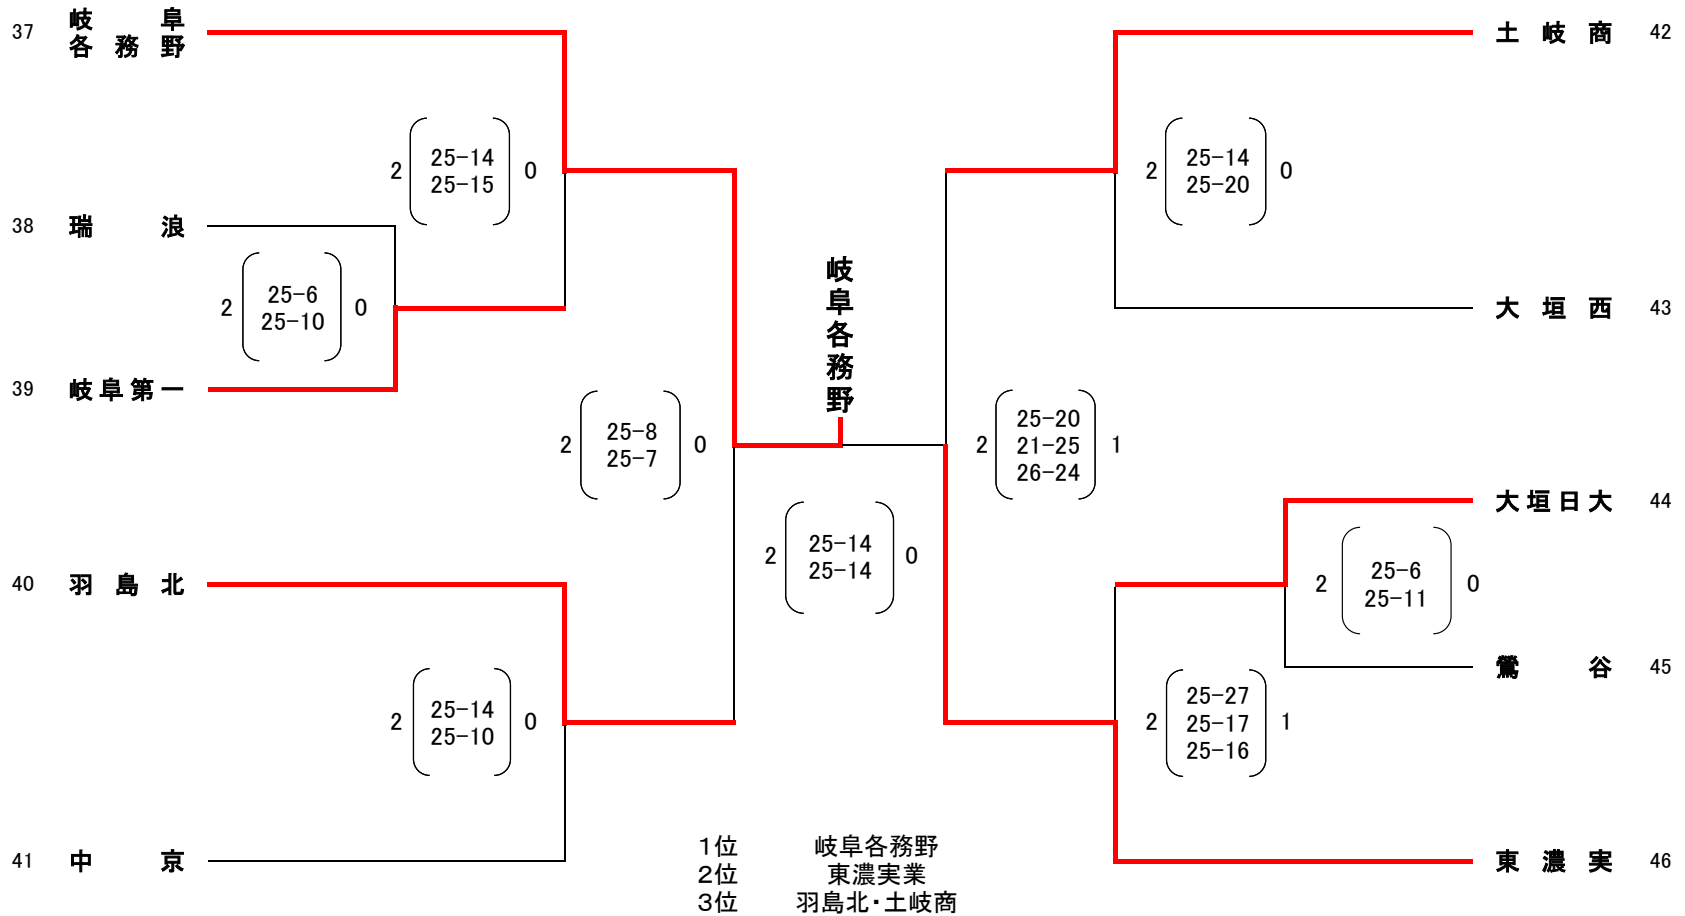 37 岐阜
各務野
2 25-14 0
25-15
38 瑞浪
2 25-6 0
25-10
39 岐阜第一
2 25-8 0
25-7
40 羽島北
2 25-14 0
25-10
41 中京
岐阜各務野
2 25-14 0
25-14
土岐商 42
2 25-14 0
25-20
大垣西 43
2 25-20 1
21-25
26-24
大垣日大 44
2 25-6 0
25-11
鶯谷 45
2 25-27 1
25-17
25-16
東濃実 46
1位 岐阜各務野
2位 東濃実業
3位 羽島北・土岐商